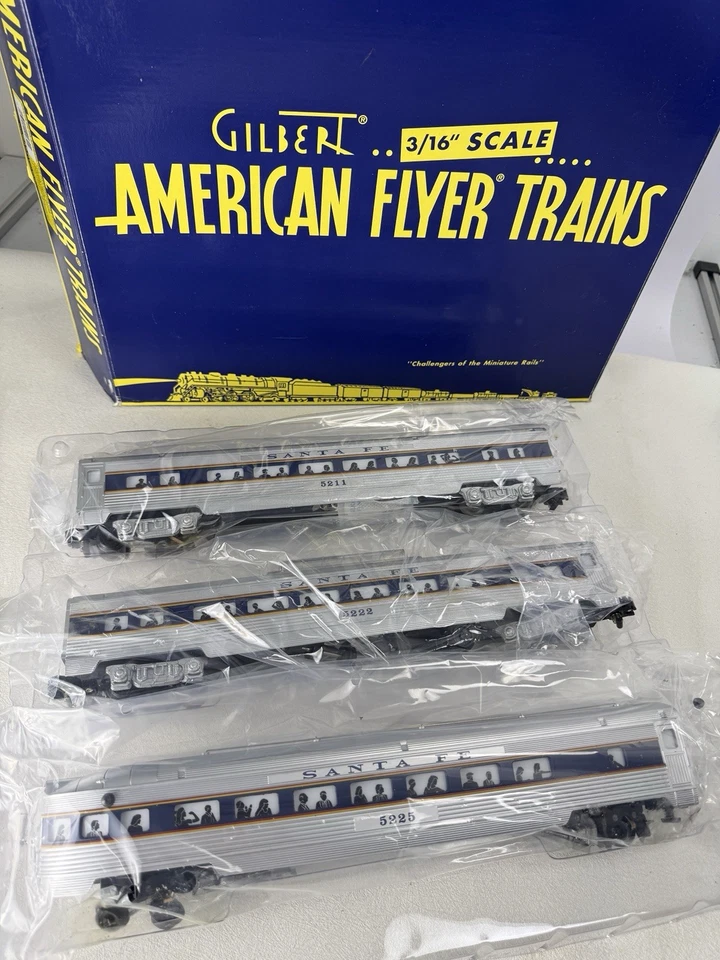 AMERICAN FLYER TRAINS
GILBERT® .. 3/16" SCALE .....
AMERICAN FLYER® TRAINS
"Challengers of the Miniature Rails"
SANTA FE
5211
SANTA FE
5222
SANTA FE
5225